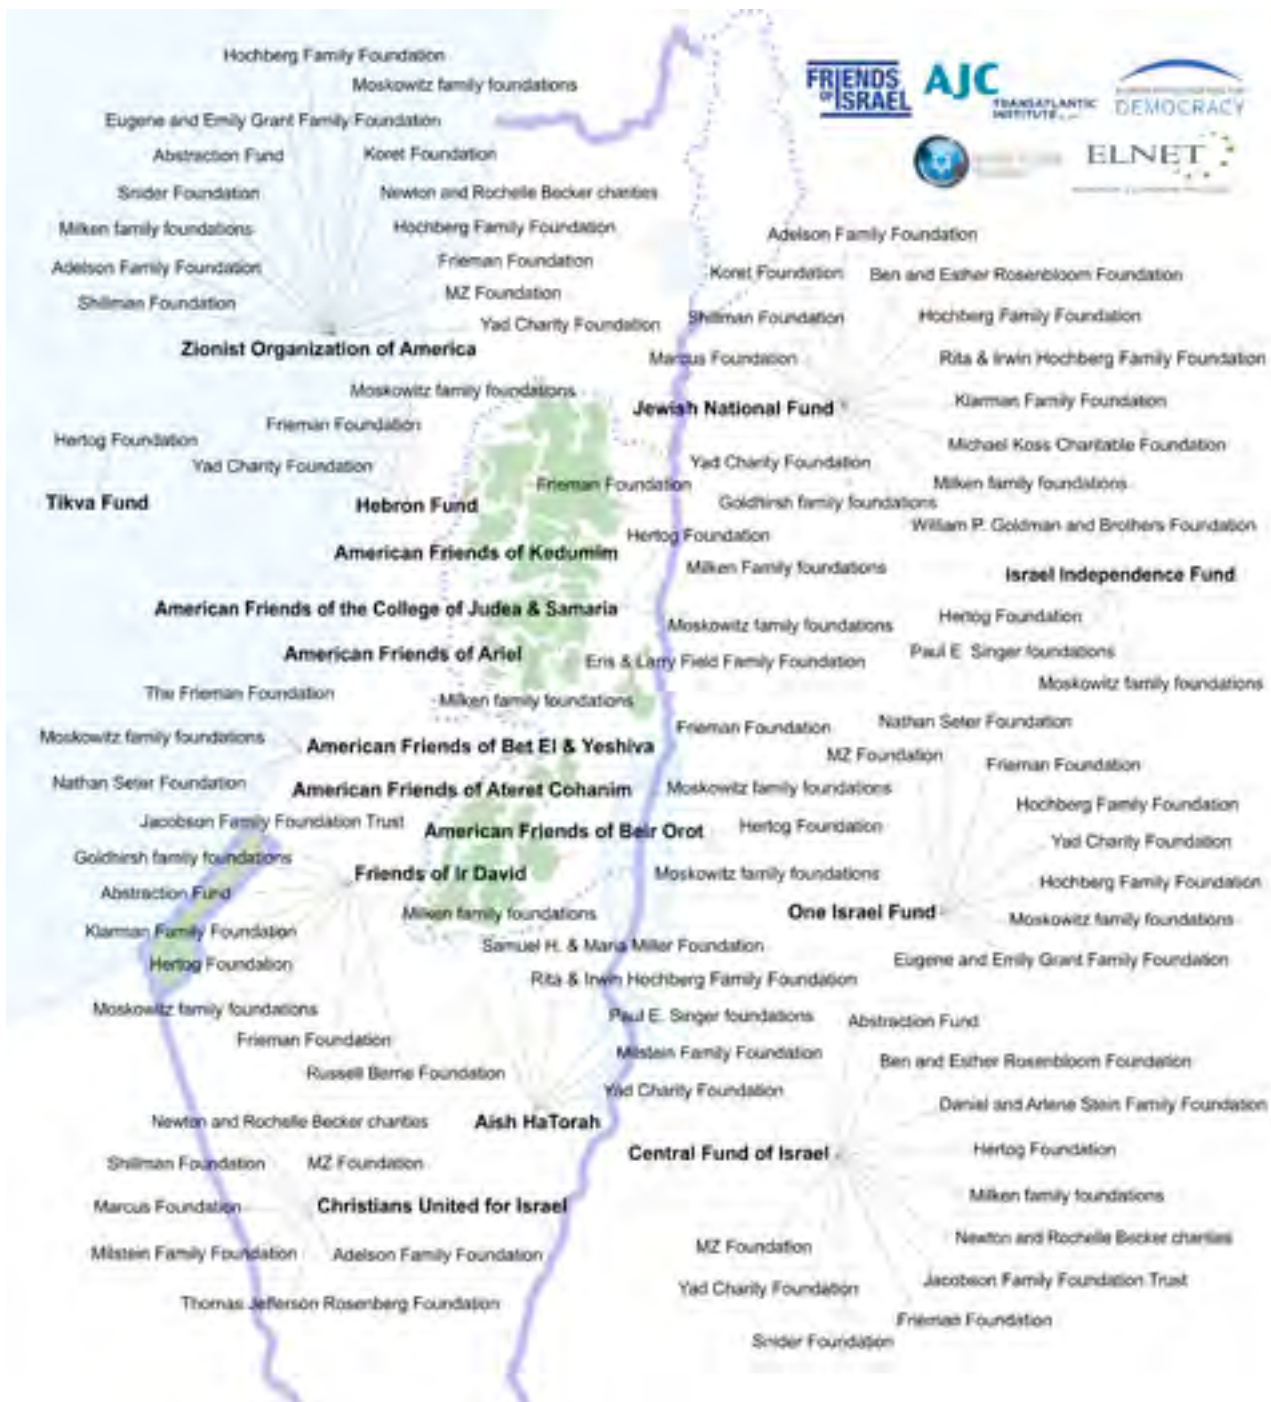 Hochberg Family Foundation
Moskowitz family foundations
Eugene and Emily Grant Family Foundation
Abstraction Fund
Koret Foundation
Snider Foundation
Newton and Rochelle Becker charities
Milken family foundations
Hochberg Family Foundation
Adelson Family Foundation
Frieman Foundation
Shillman Foundation
MZ Foundation
Yad Charity Foundation
Zionist Organization of America
FRIENDS
OF ISRAEL
AJC
TRANSATLANTIC
INSTITUTE
DEMOCRACY
ELNET
Adelson Family Foundation
Koret Foundation
Ben and Esther Rosenbloom Foundation
Shillman Foundation
Hochberg Family Foundation
Marcus Foundation
Rita & Irwin Hochberg Family Foundation
Jewish National Fund
Klarman Family Foundation
Michael Koss Charitable Foundation
Yad Charity Foundation
Milken family foundations
Goldhirsh family foundations
William P. Goldman and Brothers Foundation
Moskowitz family foundations
Frieman Foundation
Hertog Foundation
Yad Charity Foundation
Tikva Fund
Hebron Fund
Frieman Foundation
Hertog Foundation
American Friends of Kedumim
Milken Family foundations
Israel Independence Fund
American Friends of the College of Judea & Samaria
Moskowitz family foundations
Hertog Foundation
Paul E. Singer foundations
Moskowitz family foundations
American Friends of Ariel
Eris & Larry Field Family Foundation
The Frieman Foundation
Milken family foundations
Moskowitz family foundations
American Friends of Bet El & Yeshiva
Frieman Foundation
Nathan Seter Foundation
American Friends of Ateret Cohanim
Moskowitz family foundations
Jacobson Family Foundation Trust
American Friends of Beir Orot
Hertog Foundation
Goldhirsh family foundations
Friends of Ir David
Moskowitz family foundations
Abstraction Fund
Milken family foundations
Klarman Family Foundation
Hertog Foundation
Moskowitz family foundations
Frieman Foundation
Russell Berrie Foundation
Nathan Seter Foundation
MZ Foundation
Frieman Foundation
Hochberg Family Foundation
Yad Charity Foundation
Hochberg Family Foundation
One Israel Fund
Moskowitz family foundations
Eugene and Emily Grant Family Foundation
Samuel H. & Maria Miller Foundation
Rita & Irwin Hochberg Family Foundation
Paul E. Singer foundations
Milstein Family Foundation
Yad Charity Foundation
Aish HaTorah
Newton and Rochelle Becker charities
Shillman Foundation
MZ Foundation
Marcus Foundation
Christians United for Israel
Milstein Family Foundation
Adelson Family Foundation
Thomas Jefferson Rosenberg Foundation
Abstraction Fund
Ben and Esther Rosenbloom Foundation
Daniel and Arlene Stein Family Foundation
Central Fund of Israel
Hertog Foundation
Milken family foundations
Newton and Rochelle Becker charities
MZ Foundation
Jacobson Family Foundation Trust
Yad Charity Foundation
Frieman Foundation
Snider Foundation